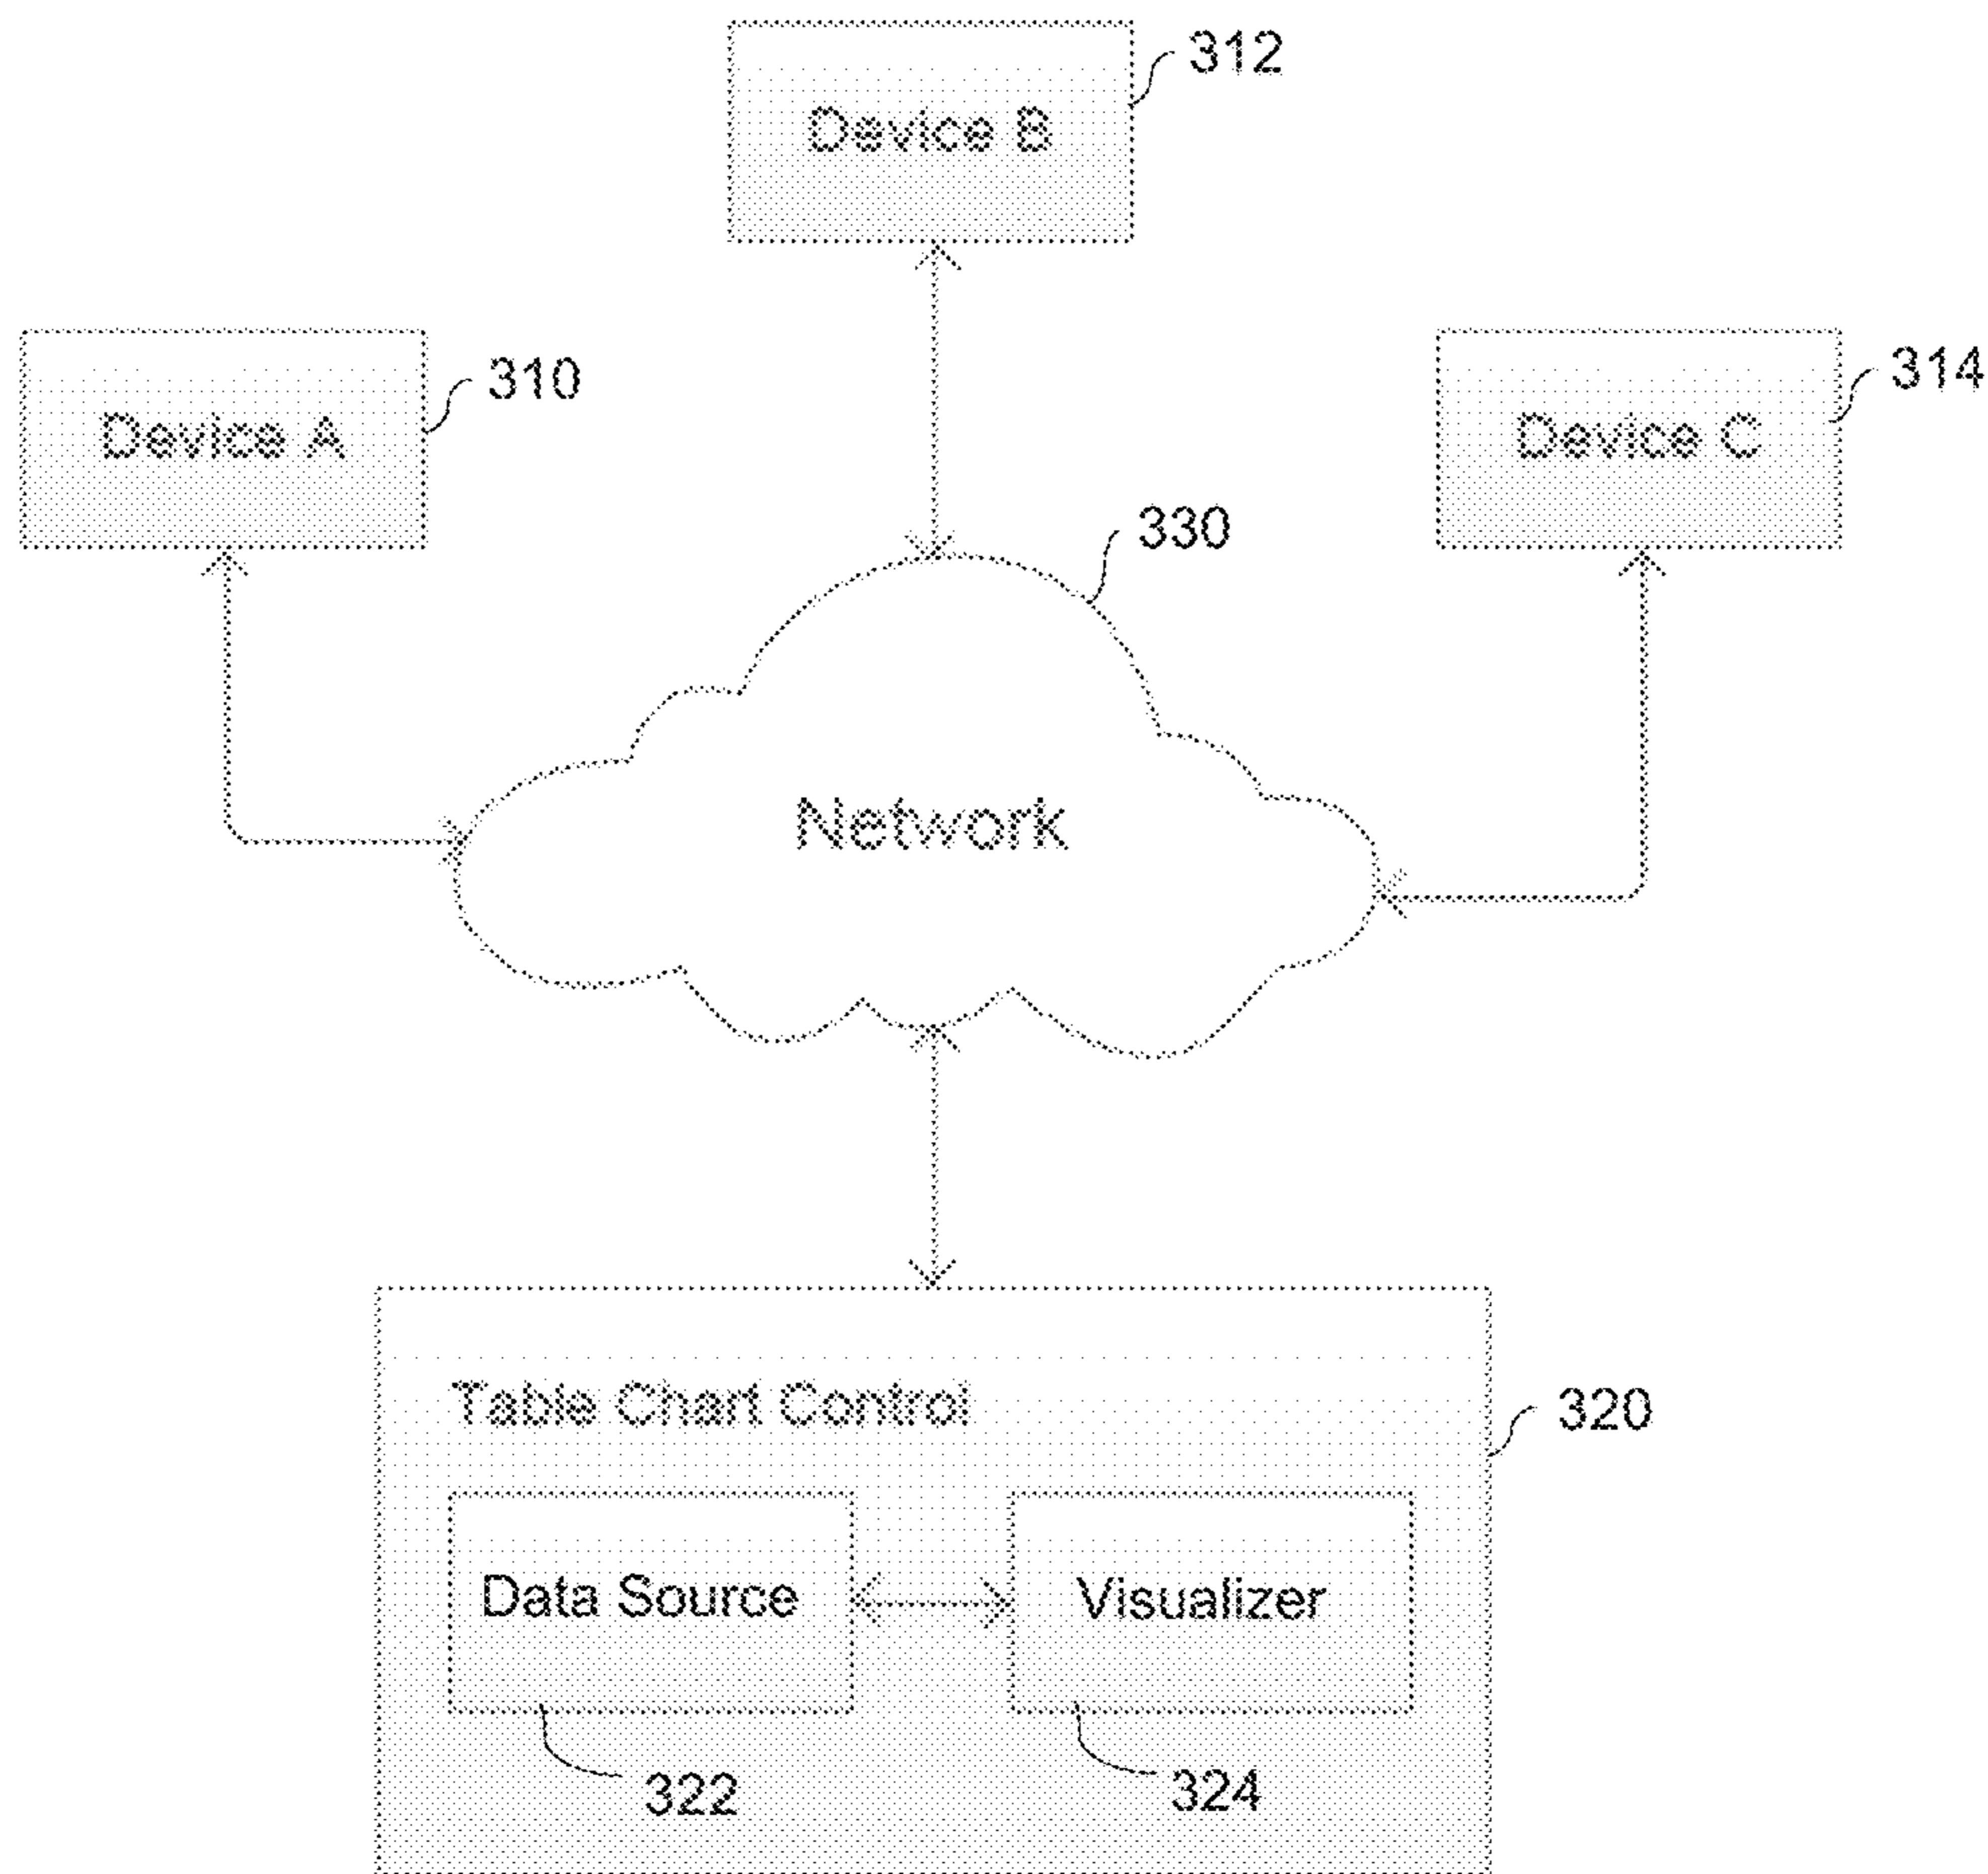 312
Device B
310
Device A
314
Device C
330
Network
Table Chart Control
320
Data Source
Visualizer
322
324